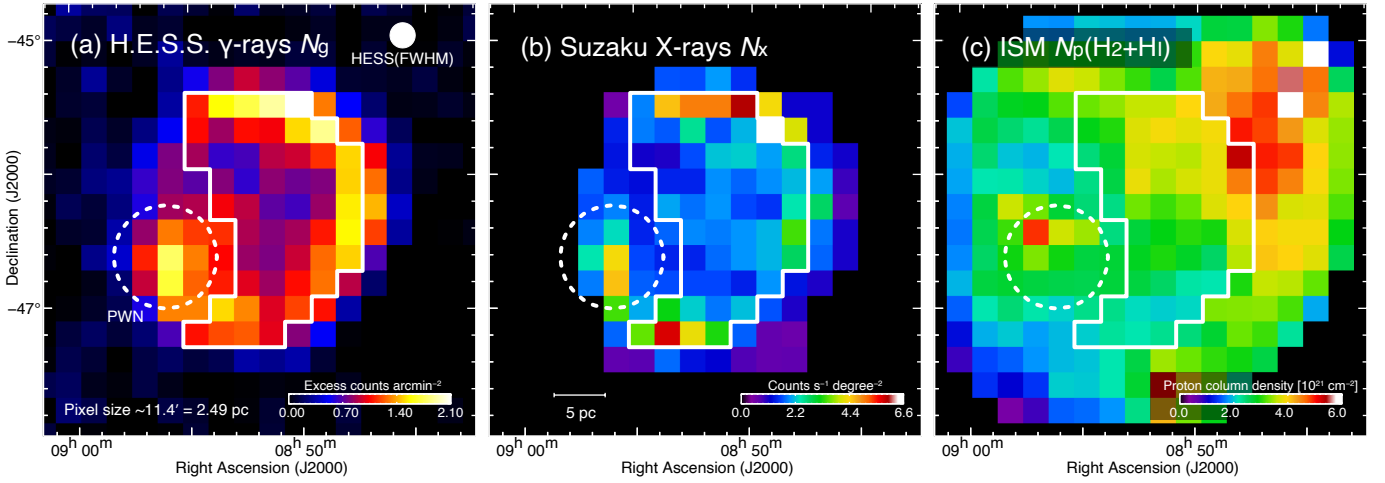 (a) H.E.S.S. γ-rays Ng
HESS(FWHM)
PWN
Excess counts arcmin⁻²
Pixel size ~11.4′ = 2.49 pc
0.00 0.70 1.40 2.10
−45°
−47°
Declination (J2000)
09ʰ 00ᵐ 08ʰ 50ᵐ
Right Ascension (J2000)
(b) Suzaku X-rays Nx
5 pc
Counts s⁻¹ degree⁻²
0.0 2.2 4.4 6.6
09ʰ 00ᵐ 08ʰ 50ᵐ
Right Ascension (J2000)
(c) ISM Np(H2+HI)
Proton column density [10²¹ cm⁻²]
0.0 2.0 4.0 6.0
09ʰ 00ᵐ 08ʰ 50ᵐ
Right Ascension (J2000)